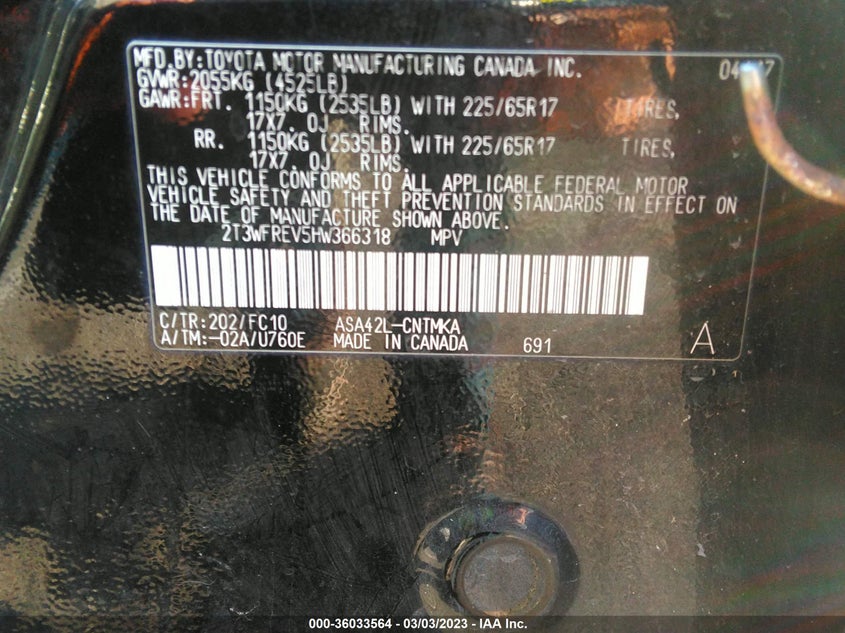 MFD.BY:TOYOTA MOTOR MANUFACTURING CANADA INC.
GVWR:2055KG (4525LB)
GAWR:FRT. 1150KG (2535LB) WITH 225/65R17 TIRES,
17X7. OJ RIMS.
RR. 1150KG (2535LB) WITH 225/65R17 TIRES,
17X7. OJ RIMS.
THIS VEHICLE CONFORMS TO ALL APPLICABLE FEDERAL MOTOR
VEHICLE SAFETY AND THEFT PREVENTION STANDARDS IN EFFECT ON
THE DATE OF MANUFACTURE SHOWN ABOVE.
2T3WFREV5HW366318 MPV
C/TR:202/FC10 ASA42L-CNTMKA
A/TM:-02A/U760E MADE IN CANADA 691 A
000-36033564 - 03/03/2023 - IAA Inc.